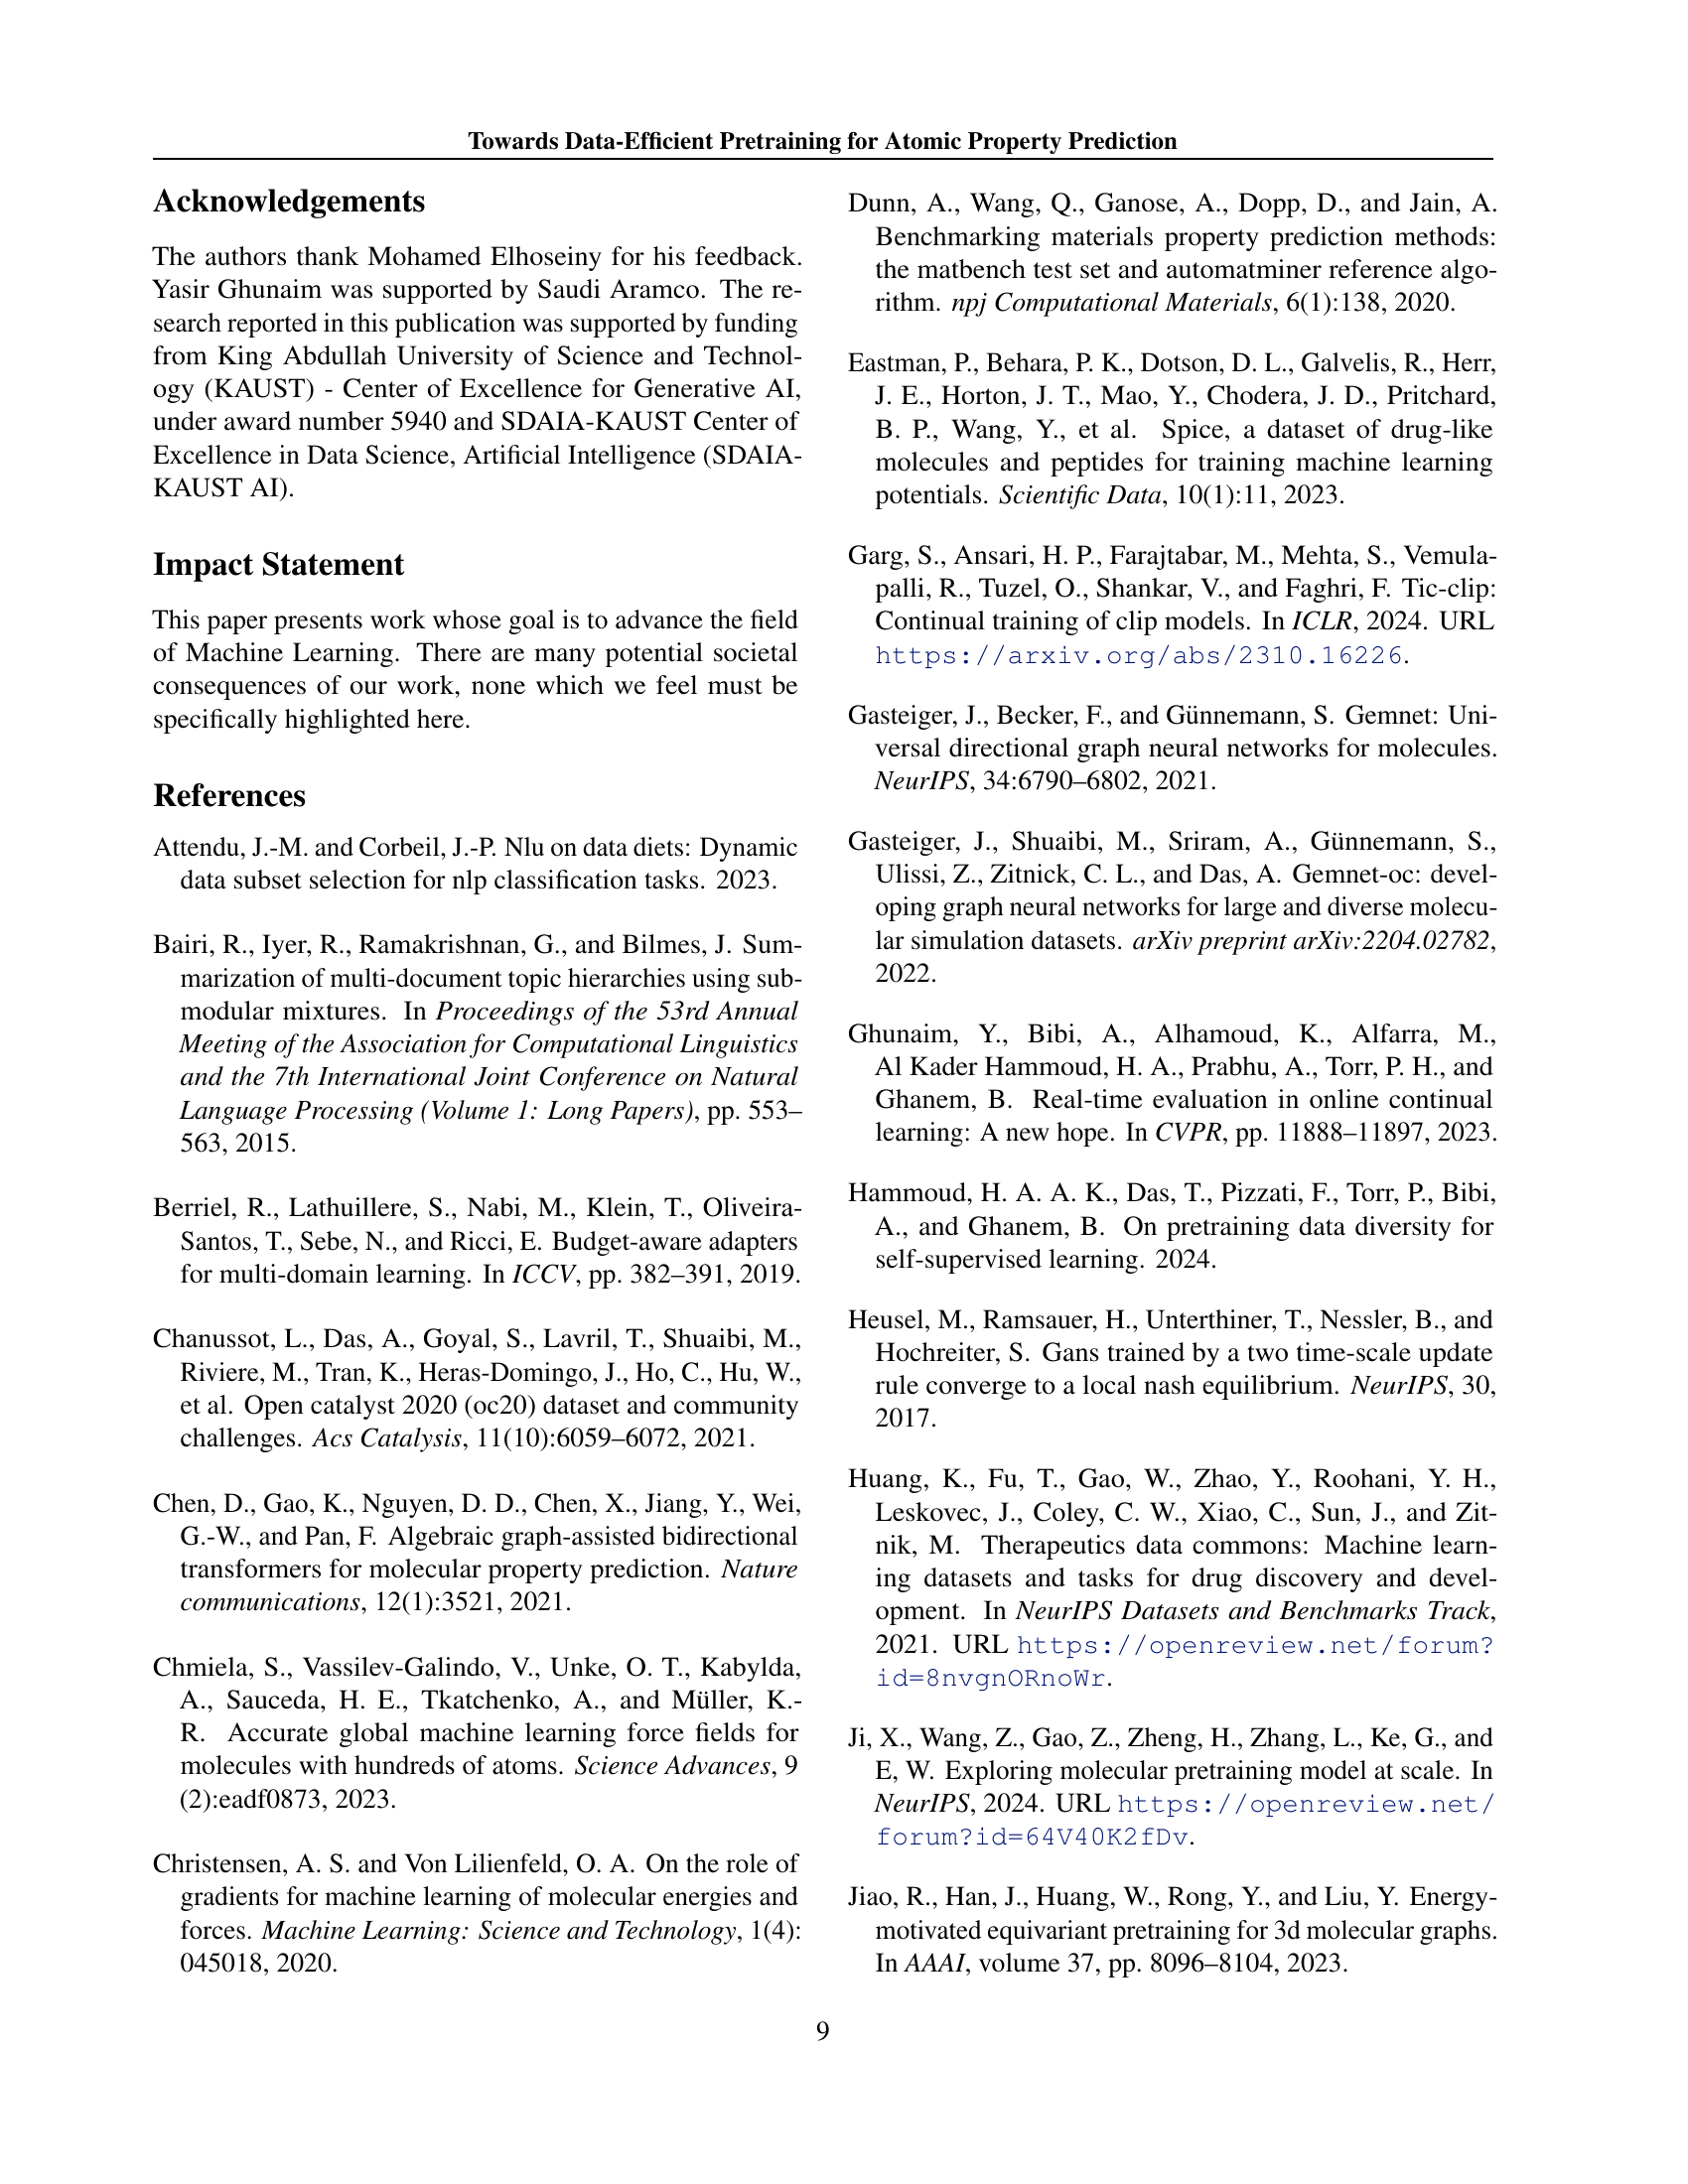 Towards Data-Efficient Pretraining for Atomic Property Prediction
Acknowledgements
The authors thank Mohamed Elhoseiny for his feedback.
Yasir Ghunaim was supported by Saudi Aramco. The re-
search reported in this publication was supported by funding
from King Abdullah University of Science and Technol-
ogy (KAUST) - Center of Excellence for Generative AI,
under award number 5940 and SDAIA-KAUST Center of
Excellence in Data Science, Artificial Intelligence (SDAIA-
KAUST AI).
Impact Statement
This paper presents work whose goal is to advance the field
of Machine Learning. There are many potential societal
consequences of our work, none which we feel must be
specifically highlighted here.
References
Attendu, J.-M. and Corbeil, J.-P. Nlu on data diets: Dynamic
data subset selection for nlp classification tasks. 2023.
Bairi, R., Iyer, R., Ramakrishnan, G., and Bilmes, J. Sum-
marization of multi-document topic hierarchies using sub-
modular mixtures. In Proceedings of the 53rd Annual
Meeting of the Association for Computational Linguistics
and the 7th International Joint Conference on Natural
Language Processing (Volume 1: Long Papers), pp. 553–
563, 2015.
Berriel, R., Lathuillere, S., Nabi, M., Klein, T., Oliveira-
Santos, T., Sebe, N., and Ricci, E. Budget-aware adapters
for multi-domain learning. In ICCV, pp. 382–391, 2019.
Chanussot, L., Das, A., Goyal, S., Lavril, T., Shuaibi, M.,
Riviere, M., Tran, K., Heras-Domingo, J., Ho, C., Hu, W.,
et al. Open catalyst 2020 (oc20) dataset and community
challenges. Acs Catalysis, 11(10):6059–6072, 2021.
Chen, D., Gao, K., Nguyen, D. D., Chen, X., Jiang, Y., Wei,
G.-W., and Pan, F. Algebraic graph-assisted bidirectional
transformers for molecular property prediction. Nature
communications, 12(1):3521, 2021.
Chmiela, S., Vassilev-Galindo, V., Unke, O. T., Kabylda,
A., Sauceda, H. E., Tkatchenko, A., and Müller, K.-
R. Accurate global machine learning force fields for
molecules with hundreds of atoms. Science Advances, 9
(2):eadf0873, 2023.
Christensen, A. S. and Von Lilienfeld, O. A. On the role of
gradients for machine learning of molecular energies and
forces. Machine Learning: Science and Technology, 1(4):
045018, 2020.
Dunn, A., Wang, Q., Ganose, A., Dopp, D., and Jain, A.
Benchmarking materials property prediction methods:
the matbench test set and automatminer reference algo-
rithm. npj Computational Materials, 6(1):138, 2020.
Eastman, P., Behara, P. K., Dotson, D. L., Galvelis, R., Herr,
J. E., Horton, J. T., Mao, Y., Chodera, J. D., Pritchard,
B. P., Wang, Y., et al. Spice, a dataset of drug-like
molecules and peptides for training machine learning
potentials. Scientific Data, 10(1):11, 2023.
Garg, S., Ansari, H. P., Farajtabar, M., Mehta, S., Vemula-
palli, R., Tuzel, O., Shankar, V., and Faghri, F. Tic-clip:
Continual training of clip models. In ICLR, 2024. URL
https://arxiv.org/abs/2310.16226.
Gasteiger, J., Becker, F., and Günnemann, S. Gemnet: Uni-
versal directional graph neural networks for molecules.
NeurIPS, 34:6790–6802, 2021.
Gasteiger, J., Shuaibi, M., Sriram, A., Günnemann, S.,
Ulissi, Z., Zitnick, C. L., and Das, A. Gemnet-oc: devel-
oping graph neural networks for large and diverse molecu-
lar simulation datasets. arXiv preprint arXiv:2204.02782,
2022.
Ghunaim, Y., Bibi, A., Alhamoud, K., Alfarra, M.,
Al Kader Hammoud, H. A., Prabhu, A., Torr, P. H., and
Ghanem, B. Real-time evaluation in online continual
learning: A new hope. In CVPR, pp. 11888–11897, 2023.
Hammoud, H. A. A. K., Das, T., Pizzati, F., Torr, P., Bibi,
A., and Ghanem, B. On pretraining data diversity for
self-supervised learning. 2024.
Heusel, M., Ramsauer, H., Unterthiner, T., Nessler, B., and
Hochreiter, S. Gans trained by a two time-scale update
rule converge to a local nash equilibrium. NeurIPS, 30,
2017.
Huang, K., Fu, T., Gao, W., Zhao, Y., Roohani, Y. H.,
Leskovec, J., Coley, C. W., Xiao, C., Sun, J., and Zit-
nik, M. Therapeutics data commons: Machine learn-
ing datasets and tasks for drug discovery and devel-
opment. In NeurIPS Datasets and Benchmarks Track,
2021. URL https://openreview.net/forum?
id=8nvgnORnoWr.
Ji, X., Wang, Z., Gao, Z., Zheng, H., Zhang, L., Ke, G., and
E, W. Exploring molecular pretraining model at scale. In
NeurIPS, 2024. URL https://openreview.net/
forum?id=64V40K2fDv.
Jiao, R., Han, J., Huang, W., Rong, Y., and Liu, Y. Energy-
motivated equivariant pretraining for 3d molecular graphs.
In AAAI, volume 37, pp. 8096–8104, 2023.
9